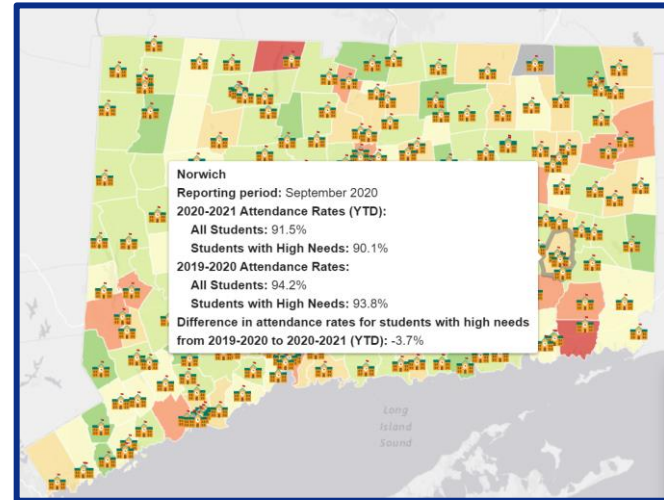 Norwich
Reporting period: September 2020
2020-2021 Attendance Rates (YTD):
All Students: 91.5%
Students with High Needs: 90.1%
2019-2020 Attendance Rates:
All Students: 94.2%
Students with High Needs: 93.8%
Difference in attendance rates for students with high needs
from 2019-2020 to 2020-2021 (YTD): -3.7%
Long
Island
Sound